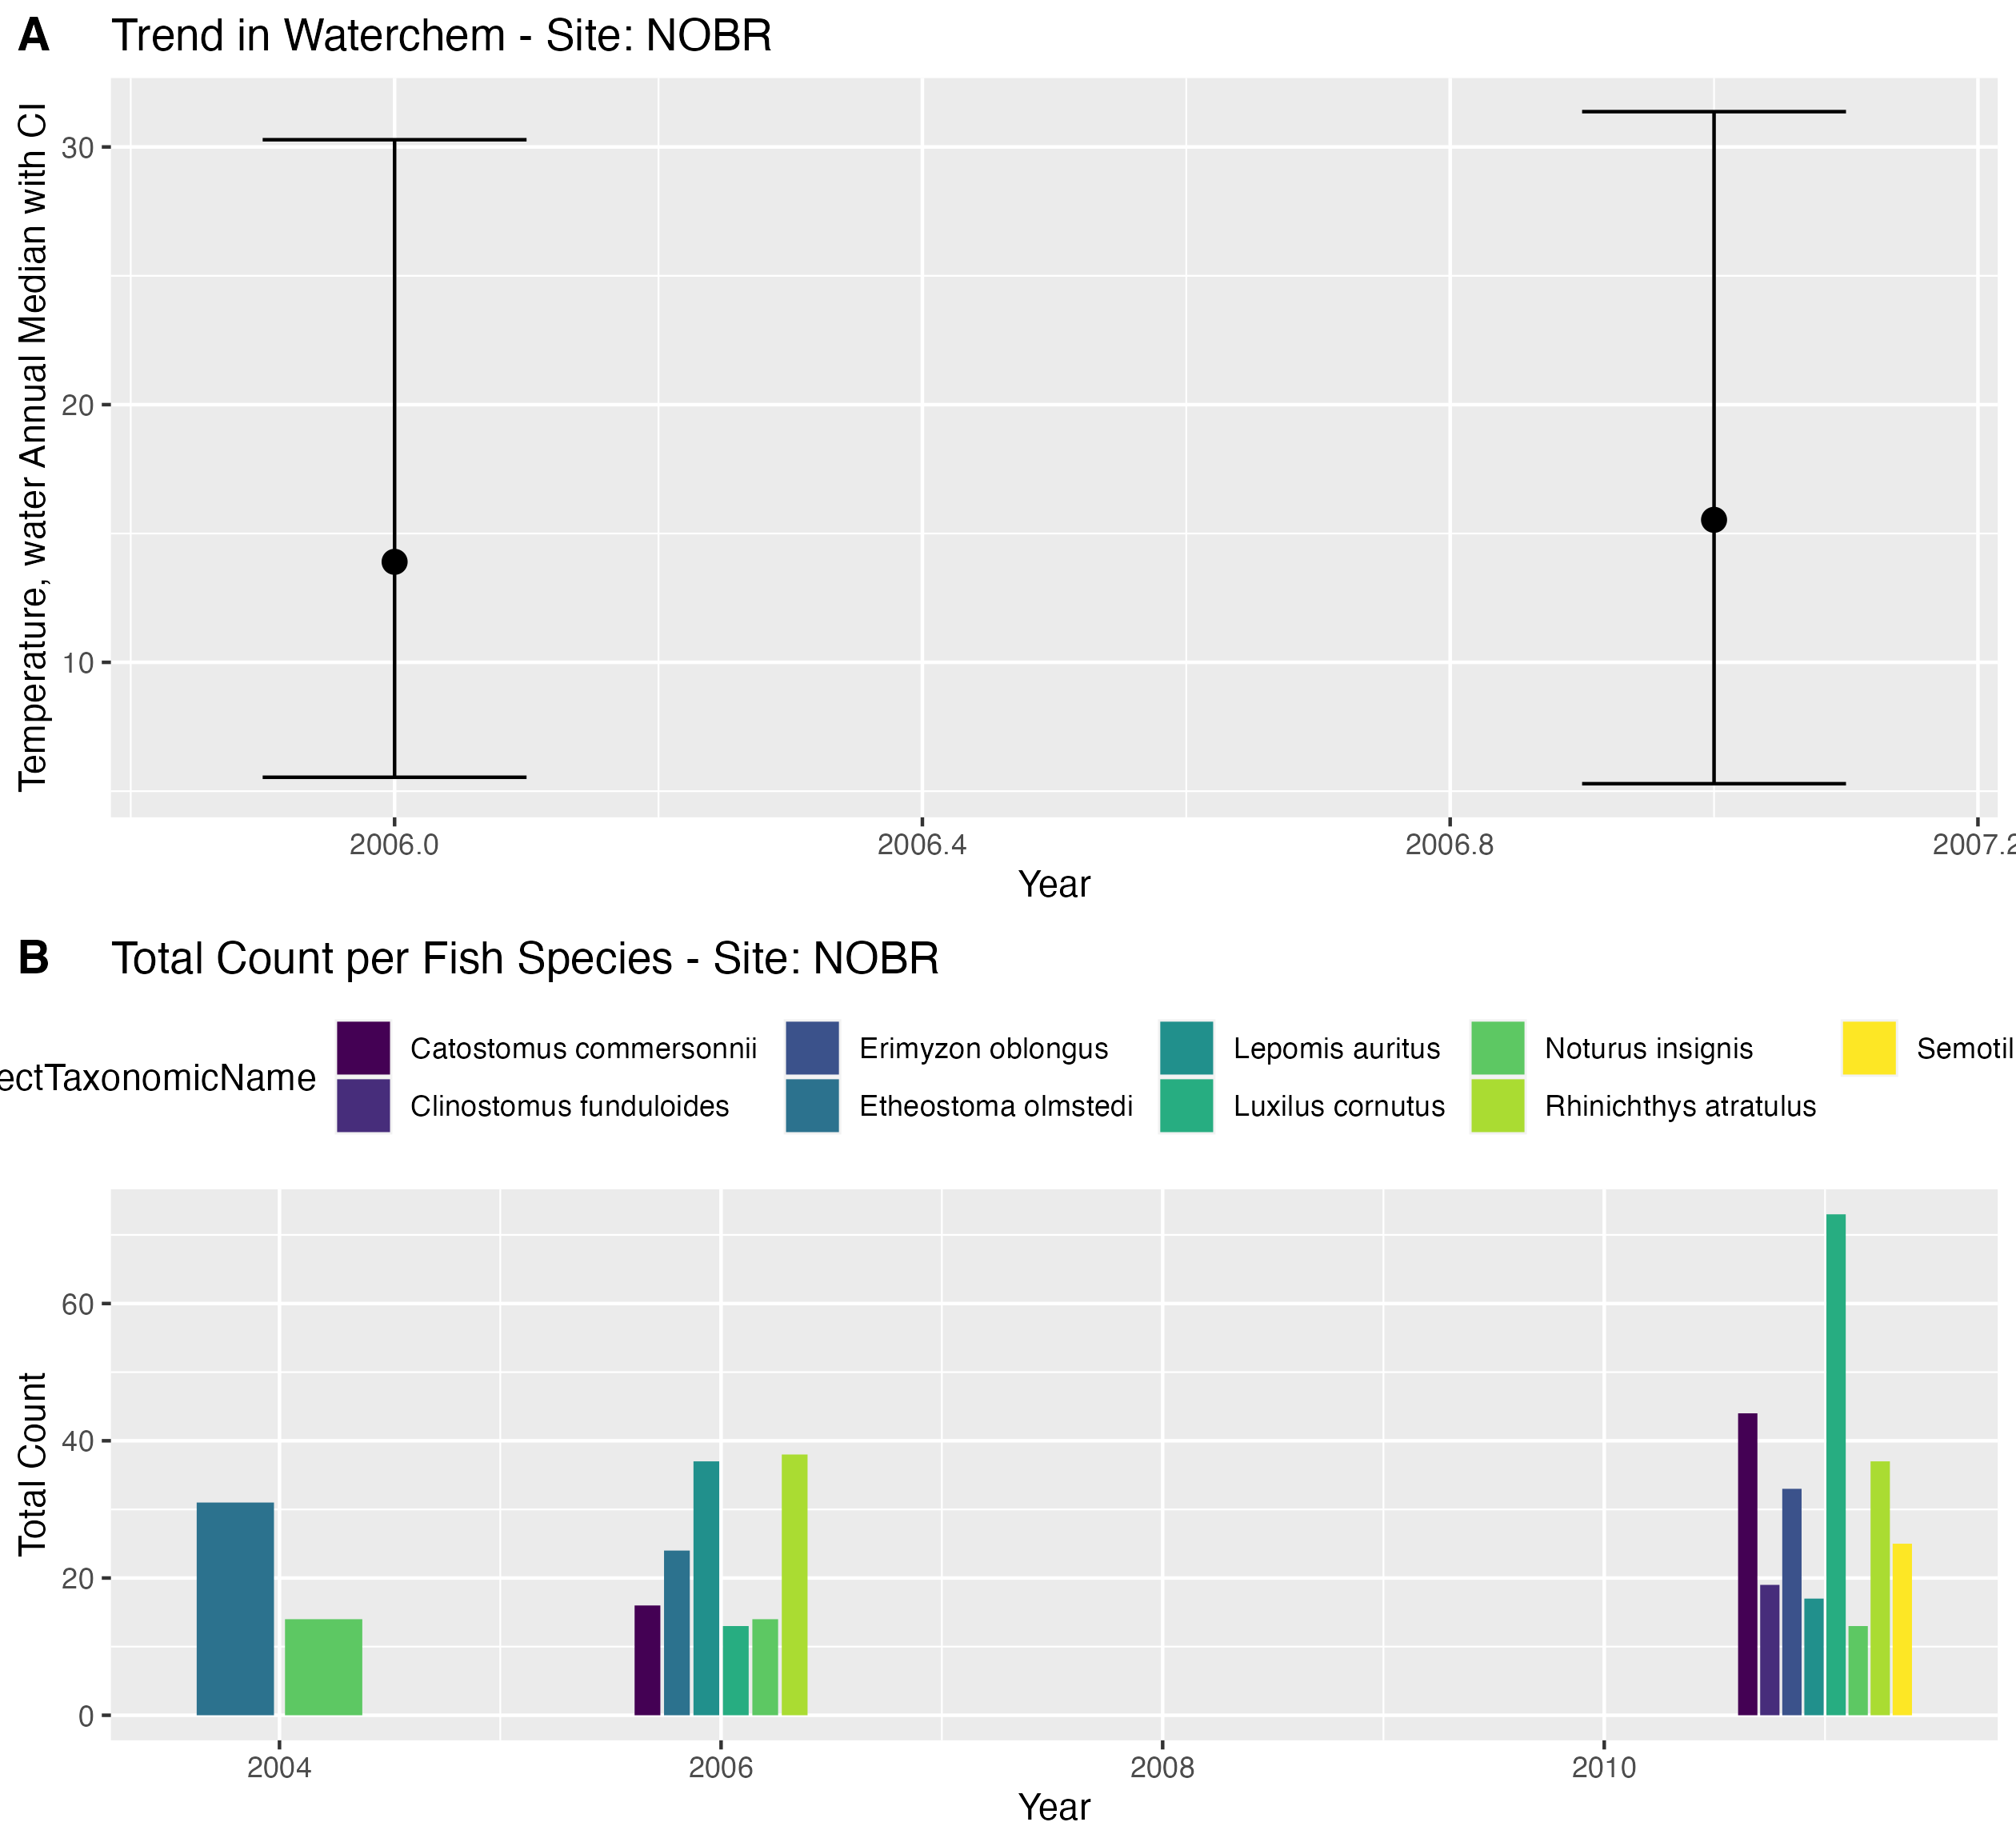 A Trend in Waterchem - Site: NOBR
Temperature, water Annual Median with CI
30
20
10
2006.0 2006.4 2006.8 2007.2
Year
B Total Count per Fish Species - Site: NOBR
ectTaxonomicName
Catostomus commersonnii Erimyzon oblongus Lepomis auritus Noturus insignis Semotil
Clinostomus funduloides Etheostoma olmstedi Luxilus cornutus Rhinichthys atratulus
Total Count
60
40
20
0
2004 2006 2008 2010
Year